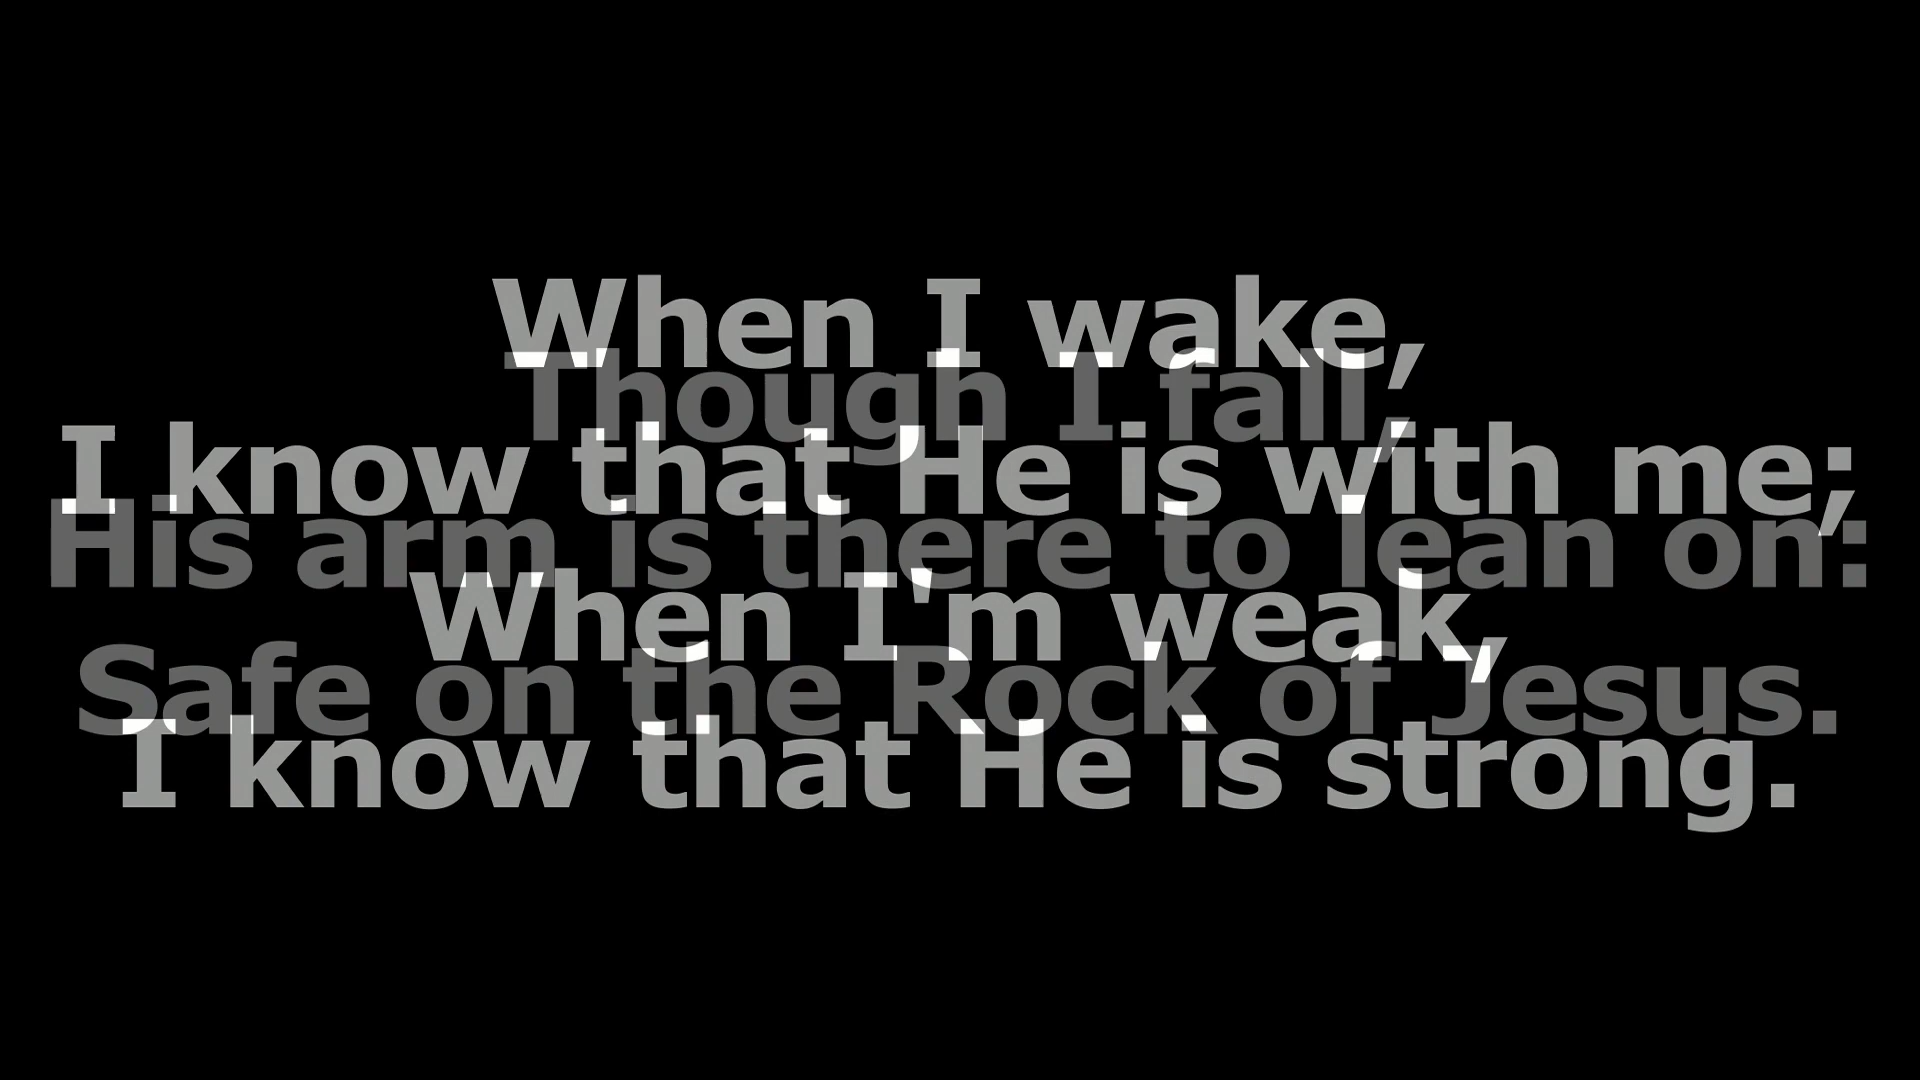 When I wake,
Though I fall,
I know that He is with me;
His arm is there to lean on:
When I'm weak,
Safe on the Rock of Jesus.
I know that He is strong.